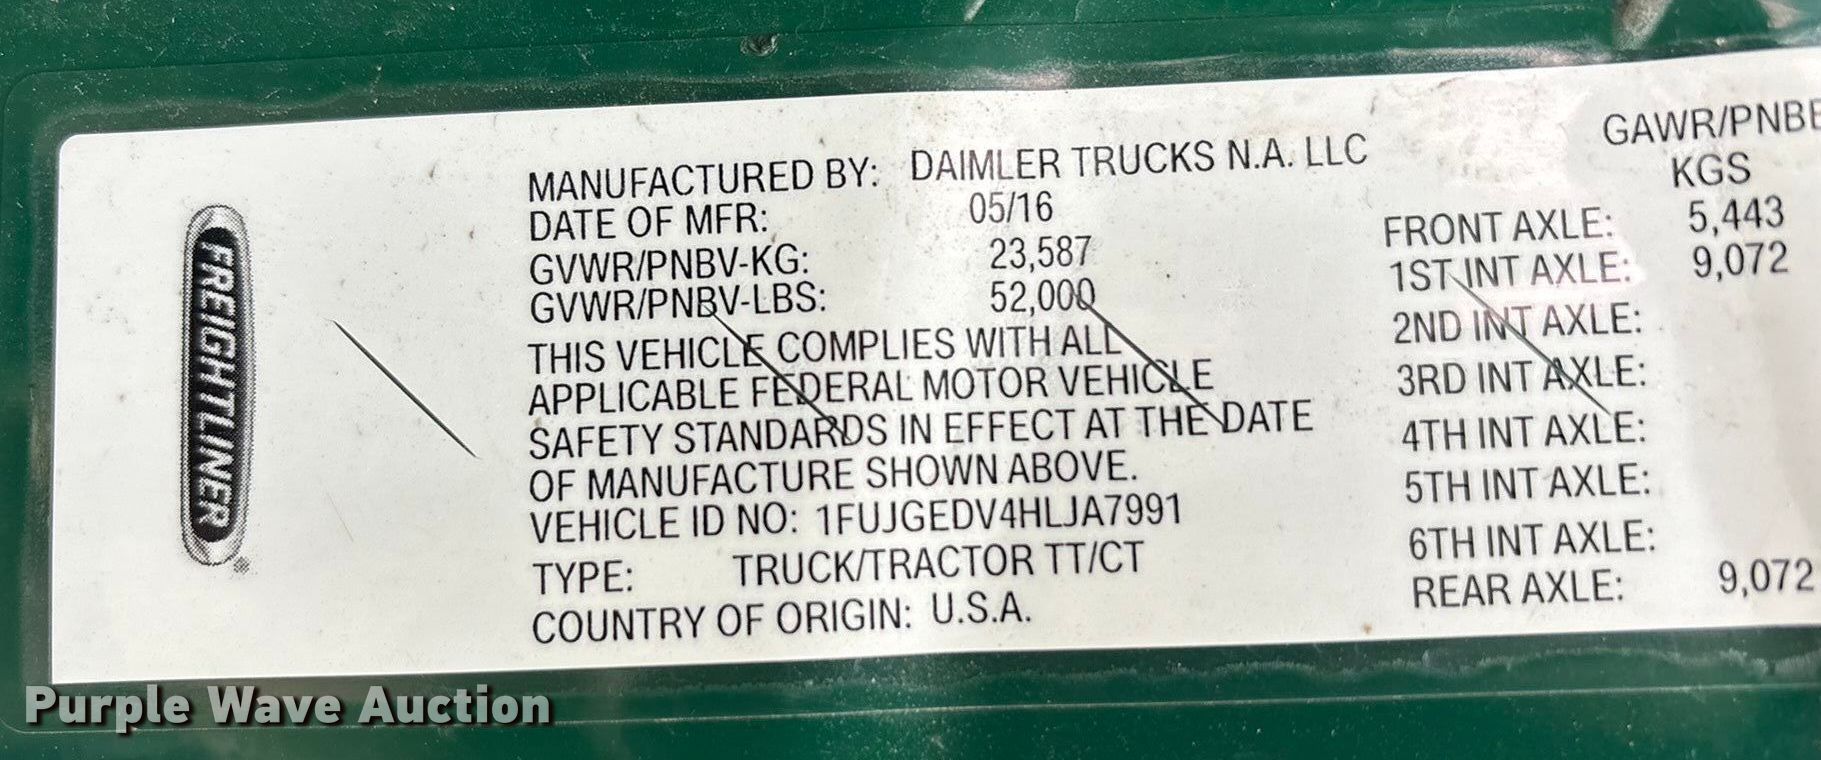 FREIGHTLINER
®
MANUFACTURED BY: DAIMLER TRUCKS N.A. LLC
DATE OF MFR: 05/16
GVWR/PNBV-KG: 23,587
GVWR/PNBV-LBS: 52,000
THIS VEHICLE COMPLIES WITH ALL
APPLICABLE FEDERAL MOTOR VEHICLE
SAFETY STANDARDS IN EFFECT AT THE DATE
OF MANUFACTURE SHOWN ABOVE.
VEHICLE ID NO: 1FUJGEDV4HLJA7991
TYPE: TRUCK/TRACTOR TT/CT
COUNTRY OF ORIGIN: U.S.A.
GAWR/PNBE
KGS
FRONT AXLE: 5,443
1ST INT AXLE: 9,072
2ND INT AXLE:
3RD INT AXLE:
4TH INT AXLE:
5TH INT AXLE:
6TH INT AXLE:
REAR AXLE: 9,072
Purple Wave Auction